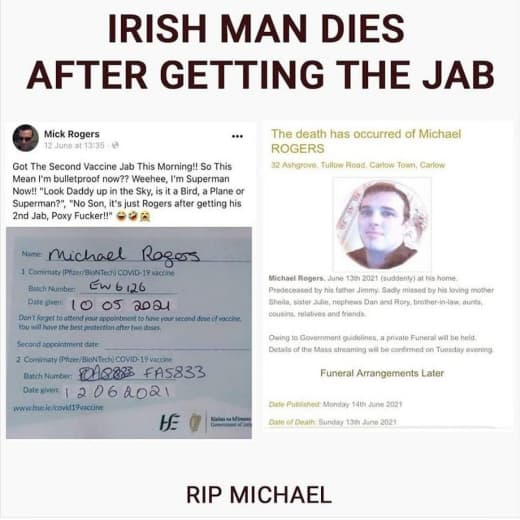 IRISH MAN DIES
AFTER GETTING THE JAB
Mick Rogers
12 June at 13:35
Got The Second Vaccine Jab This Morning!! So This
Mean I'm bulletproof now?? Weehee, I'm Superman
Now!! "Look Daddy up in the Sky, is it a Bird, a Plane or
Superman?", "No Son, it's just Rogers after getting his
2nd Jab, Poxy Fucker!!" 😂🤣😭
Name: Michael Rogers
1 Comirnaty (Pfizer/BioNTech) COVID-19 vaccine
Batch Number: EW6126
Date given: 10 05 2021
Don't forget to attend your appointment to have your second dose of vaccine.
You will have the best protection after two doses.
Second appointment date:
2 Comirnaty (Pfizer/BioNTech) COVID-19 vaccine
Batch Number: FA5833
Date given: 12 06 2021
www.hse.ie/covid19vaccine
HE
Rialtas na hÉireann
Government of
The death has occurred of Michael
ROGERS
32 Ashgrove, Tullow Road, Carlow Town, Carlow
Michael Rogers, June 13th 2021 (suddenly) at his home.
Predeceased by his father Jimmy. Sadly missed by his loving mother
Sheila, sister Julie, nephews Dan and Rory, brother-in-law, aunts,
cousins, relatives and friends.
Owing to Government guidelines, a private Funeral will be held.
Details of the Mass streaming will be confirmed on Tuesday evening.
Funeral Arrangements Later
Date Published: Monday 14th June 2021
Date of Death: Sunday 13th June 2021
RIP MICHAEL